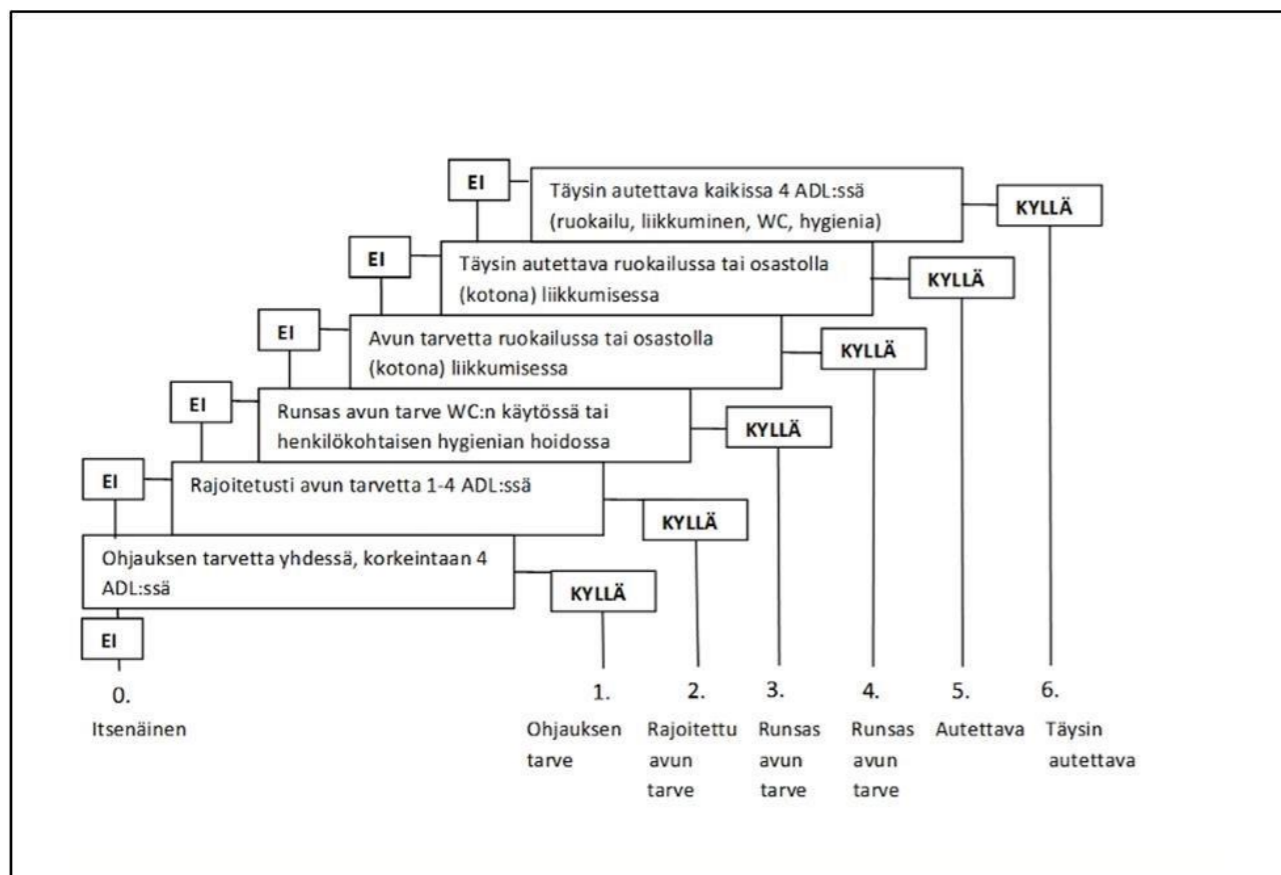 EI
Täysin autettava kaikissa 4 ADL:ssä
(ruokailu, liikkuminen, WC, hygienia)
KYLLÄ
EI
Täysin autettava ruokailussa tai osastolla
(kotona) liikkumisessa
KYLLÄ
EI
Avun tarvetta ruokailussa tai osastolla
(kotona) liikkumisessa
KYLLÄ
EI
Runsas avun tarve WC:n käytössä tai
henkilökohtaisen hygienian hoidossa
KYLLÄ
EI
Rajoitetusti avun tarvetta 1-4 ADL:ssä
KYLLÄ
Ohjauksen tarvetta yhdessä, korkeintaan 4
ADL:ssä
KYLLÄ
EI
0.
Itsenäinen
1.
Ohjauksen
tarve
2.
Rajoitettu
avun
tarve
3.
Runsas
avun
tarve
4.
Runsas
avun
tarve
5.
Autettava
6.
Täysin
autettava